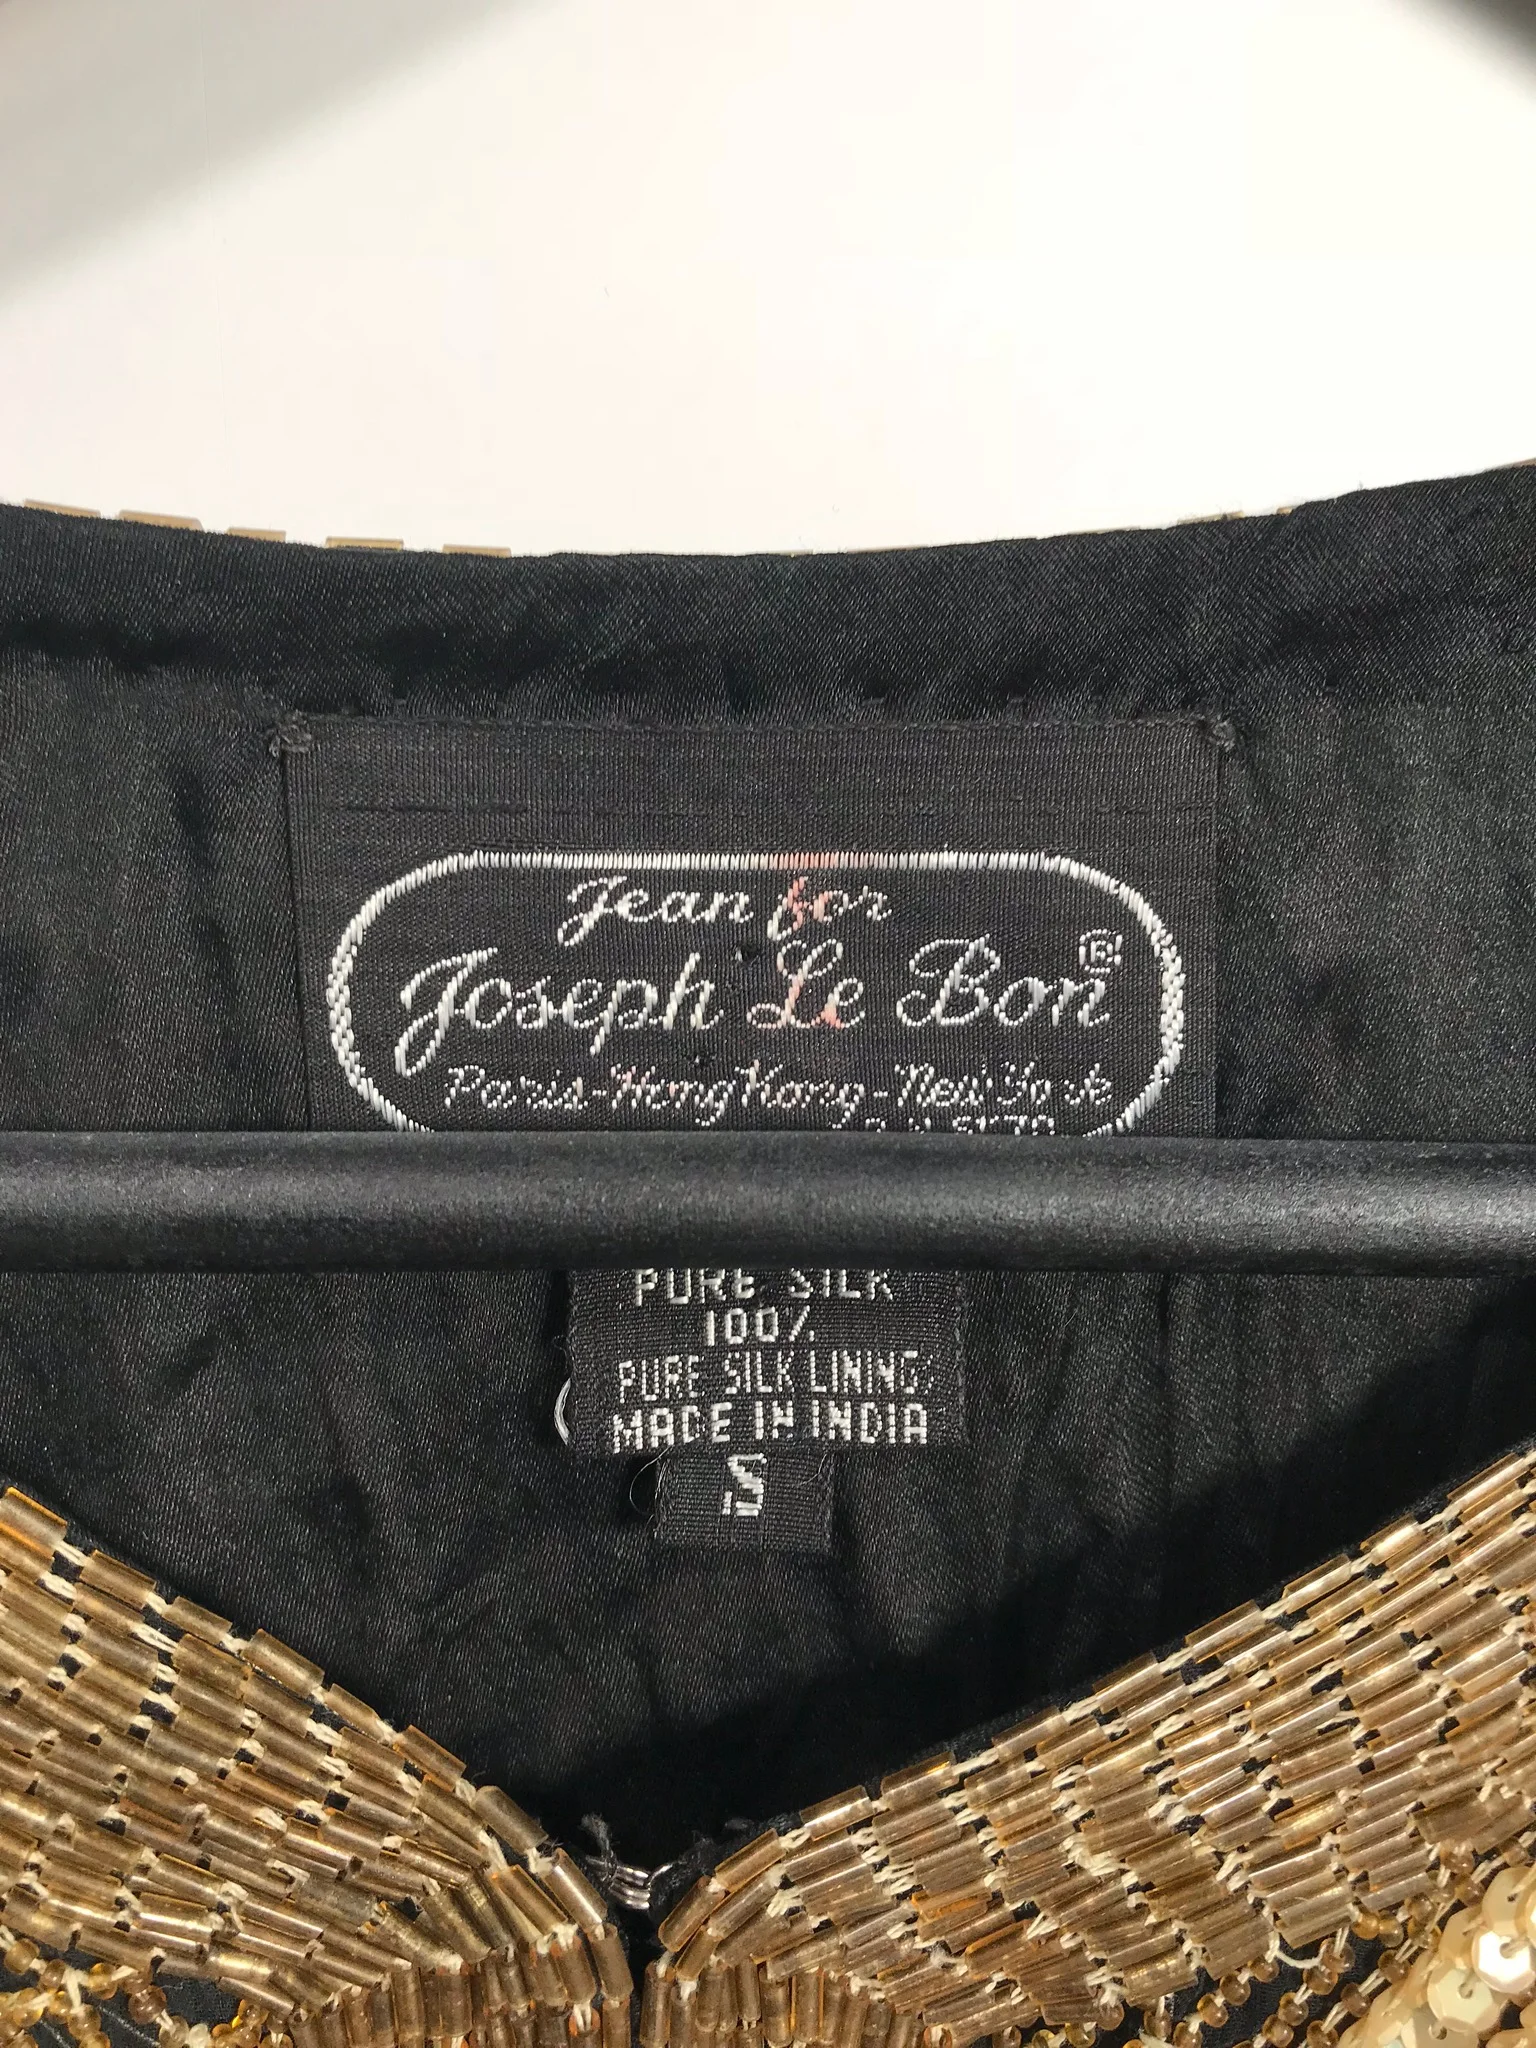 Jean for
Joseph Le Bon®
Paris-Hong Kong-New York
PURE SILK
100%
PURE SILK LINING
MADE IN INDIA
S